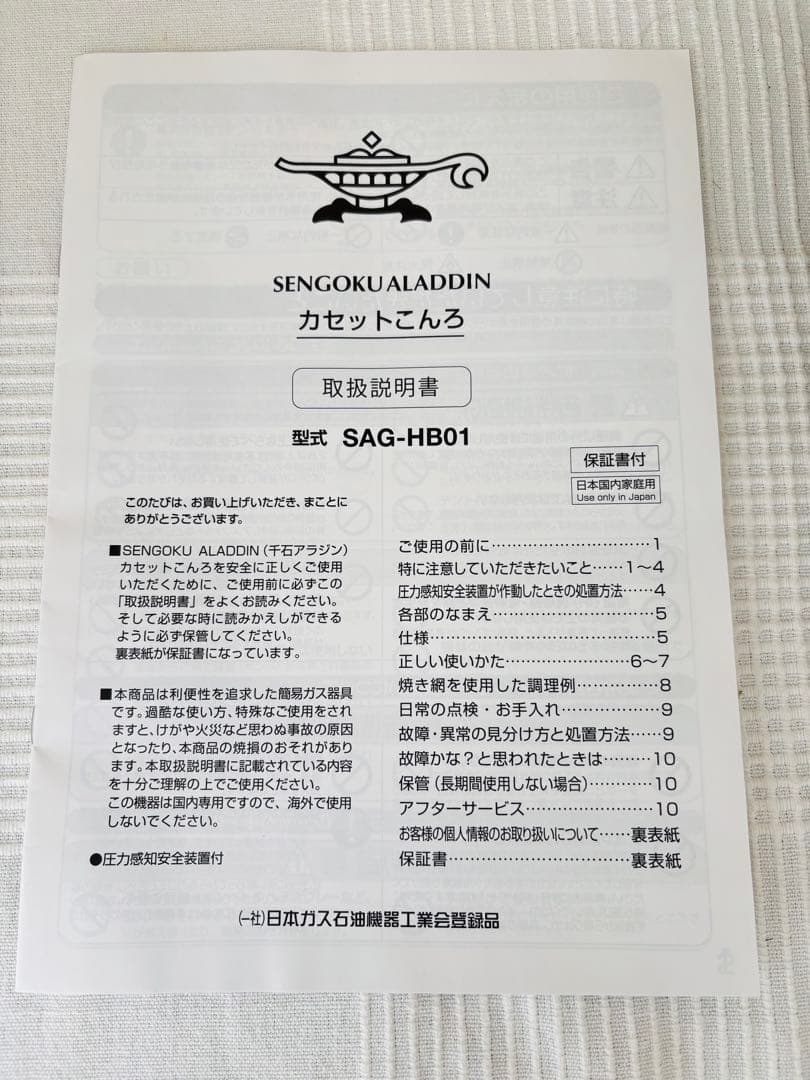 SENGOKU ALADDIN
カセットこんろ
取扱説明書
型式 SAG-HB01
保証書付
日本国内家庭用
Use only in Japan
このたびは、お買い上げいただき、まことに
ありがとうございます。
■SENGOKU ALADDIN（千石アラジン）
カセットこんろを安全に正しくご使用
いただくために、ご使用前に必ずこの
「取扱説明書」をよくお読みください。
そして必要な時に読みかえしができる
ように必ず保管してください。
裏表紙が保証書になっています。
■本商品は利便性を追求した簡易ガス器具
です。過酷な使い方、特殊なご使用をされ
ますと、けがや火災など思わぬ事故の原因
となったり、本商品の焼損のおそれがあり
ます。本取扱説明書に記載されている内容
を十分ご理解の上でご使用ください。
この機器は国内専用ですので、海外で使用
しないでください。
●圧力感知安全装置付
ご使用の前に……………………………1
特に注意していただきたいこと……1～4
圧力感知安全装置が作動したときの処置方法……4
各部のなまえ……………………………5
仕様………………………………………5
正しい使いかた………………………6～7
焼き網を使用した調理例……………8
日常の点検・お手入れ………………9
故障・異常の見分け方と処置方法……9
故障かな？と思われたときは………10
保管（長期間使用しない場合）…………10
アフターサービス……………………10
お客様の個人情報のお取り扱いについて……裏表紙
保証書………………………………裏表紙
(一社)日本ガス石油機器工業会登録品